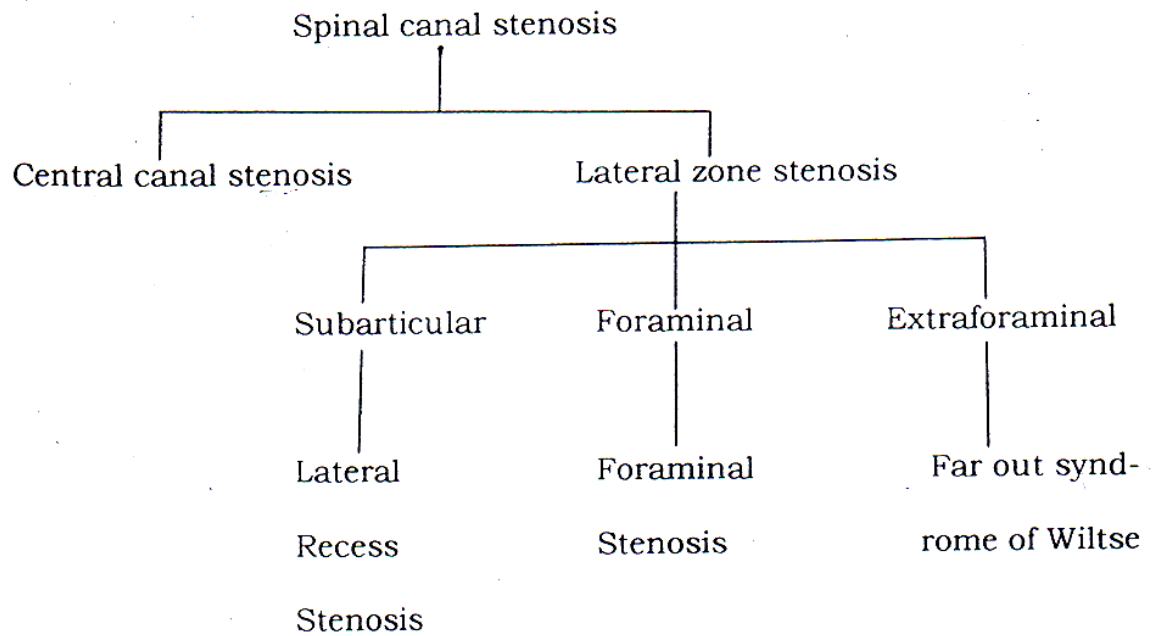 Spinal canal stenosis
Central canal stenosis
Lateral zone stenosis
Subarticular
Foraminal
Extraforaminal
Lateral
Recess
Stenosis
Foraminal
Stenosis
Far out synd-
rome of Wiltse